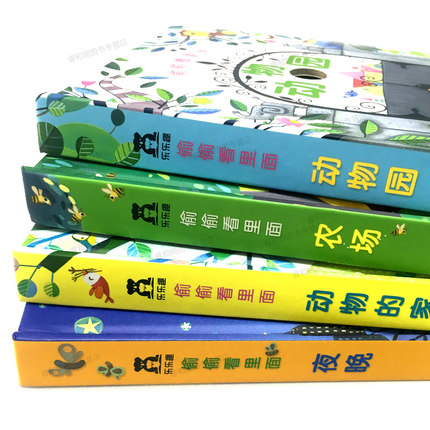 动物园
乐乐趣 偷偷看里面 动物园
乐乐趣 偷偷看里面 农场
乐乐趣 偷偷看里面 动物的家
乐乐趣 偷偷看里面 夜晚